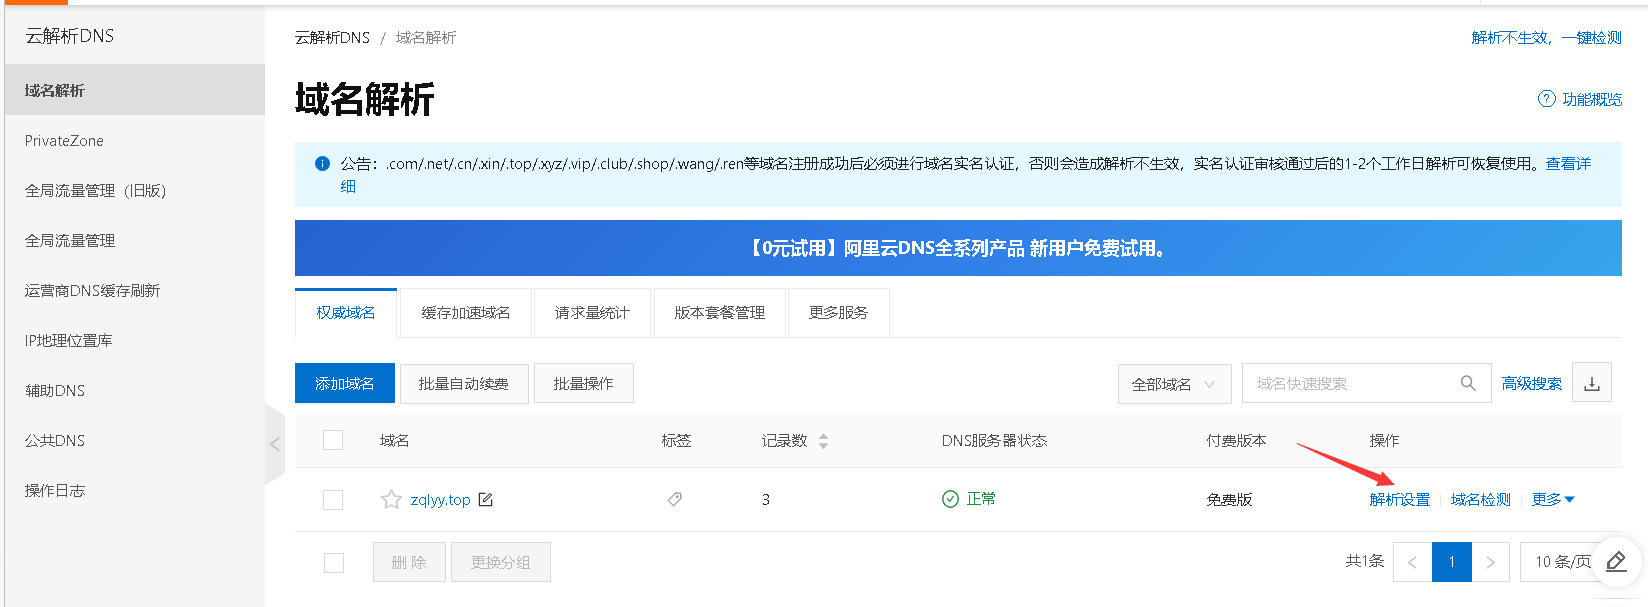 云解析DNS
域名解析
PrivateZone
全局流量管理（旧版）
全局流量管理
运营商DNS缓存刷新
IP地理位置库
辅助DNS
公共DNS
操作日志
云解析DNS / 域名解析
解析不生效，一键检测
域名解析
功能概览
公告：.com/.net/.cn/.xin/.top/.xyz/.vip/.club/.shop/.wang/.ren等域名注册成功后必须进行域名实名认证，否则会造成解析不生效，实名认证审核通过后的1-2个工作日解析可恢复使用。查看详
细
【0元试用】阿里云DNS全系列产品 新用户免费试用。
权威域名 缓存加速域名 请求量统计 版本套餐管理 更多服务
添加域名 批量自动续费 批量操作 全部域名 域名快速搜索 高级搜索
域名 标签 记录数 DNS服务器状态 付费版本 操作
zqlyy.top 3 正常 免费版 解析设置 域名检测 更多
删 除 更换分组 共1条 < 1 > 10 条/页